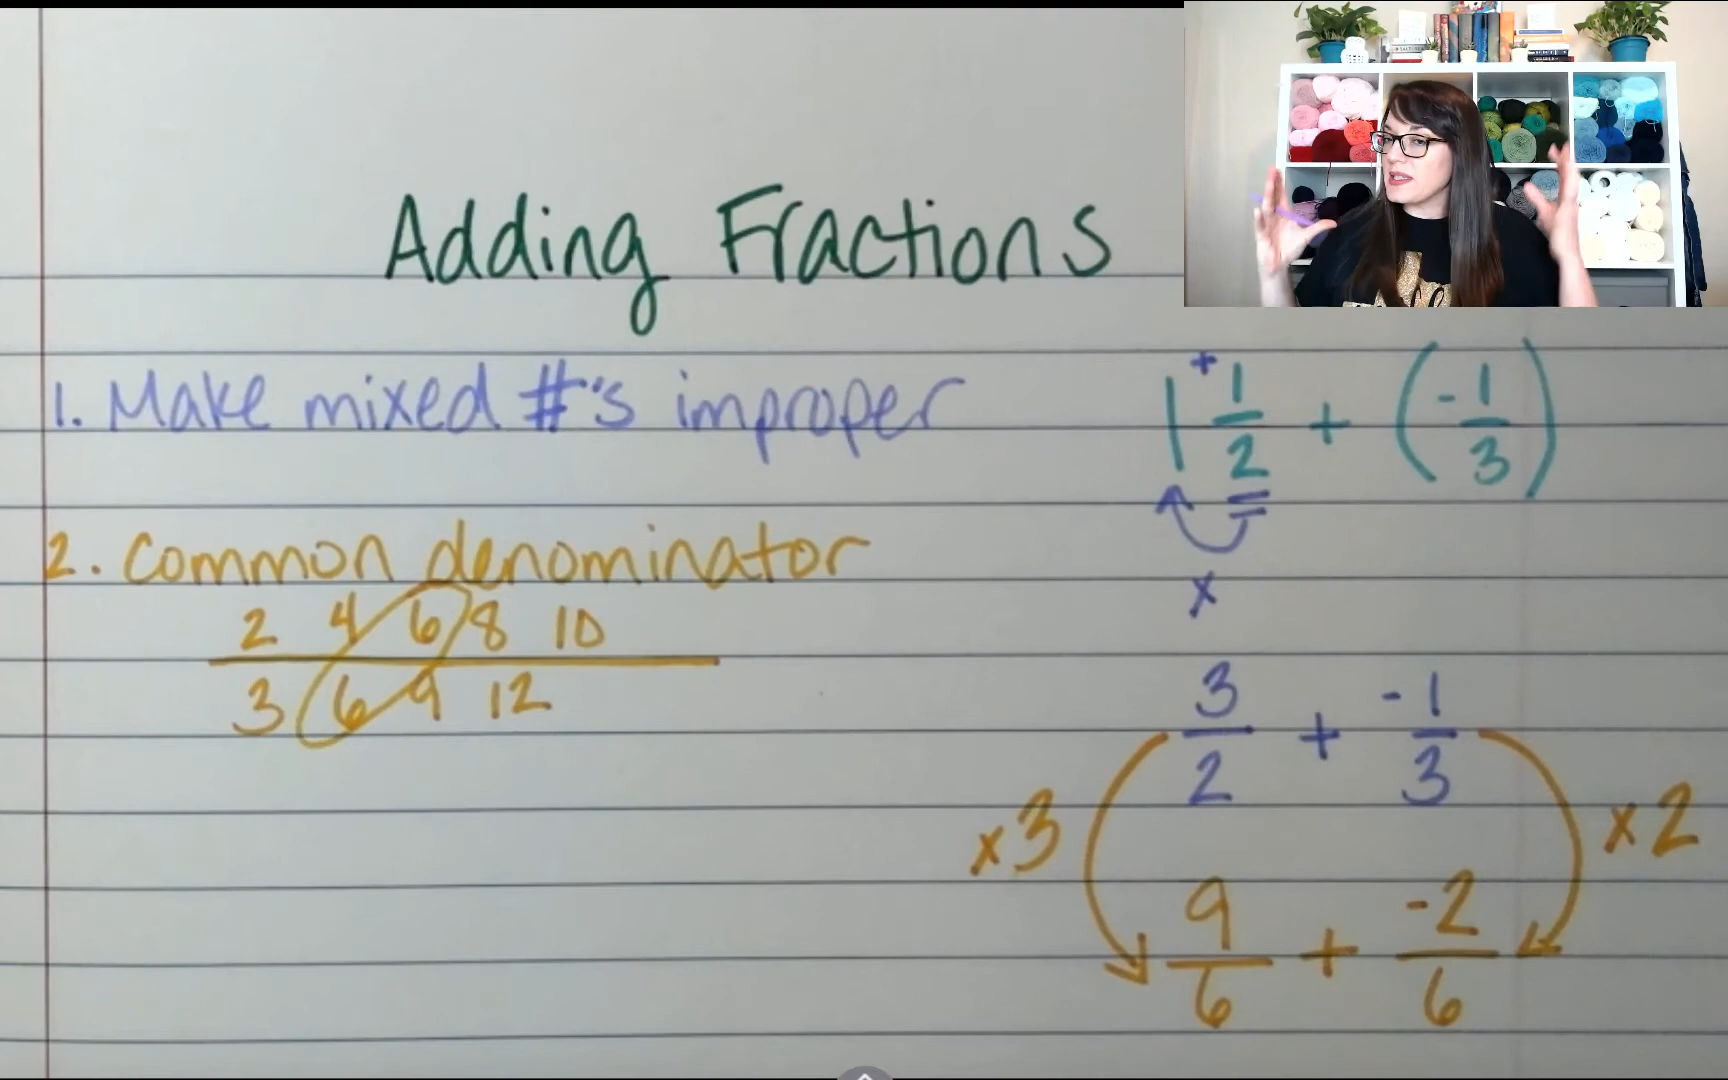 Adding Fractions
1. Make mixed #'s improper
1 + 1/2 + (-1/3)
x
2. Common denominator
2 4 6 8 10
3 6 9 12
3/2 + -1/3
x3
x2
9/6 + -2/6